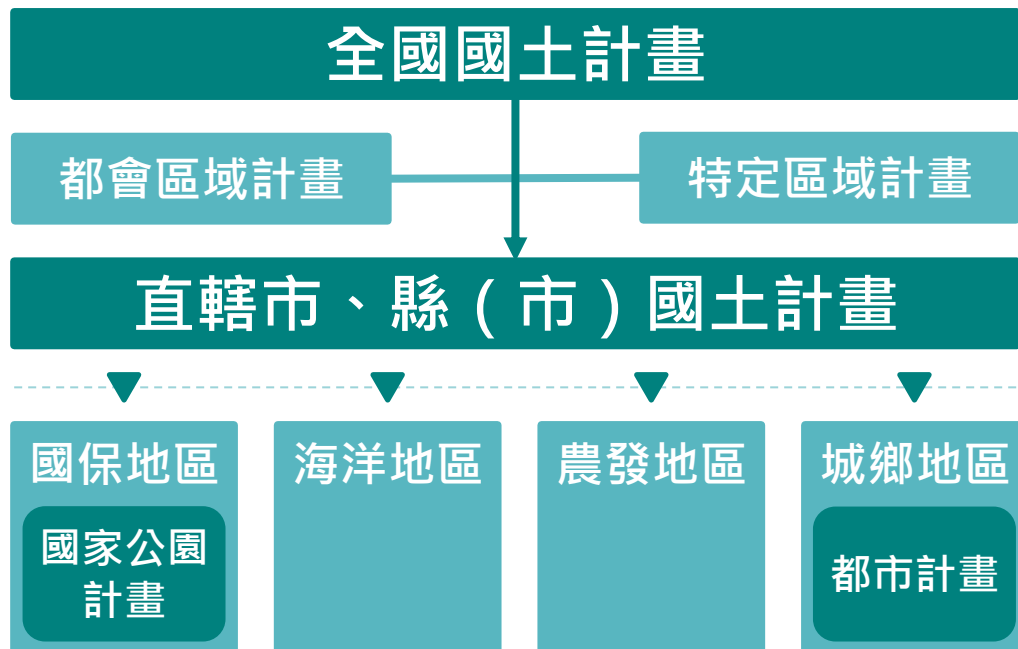 全國國土計畫
都會區域計畫
特定區域計畫
直轄市、縣(市)國土計畫
國保地區
海洋地區
農發地區
城鄉地區
國家公園
計畫
都市計畫